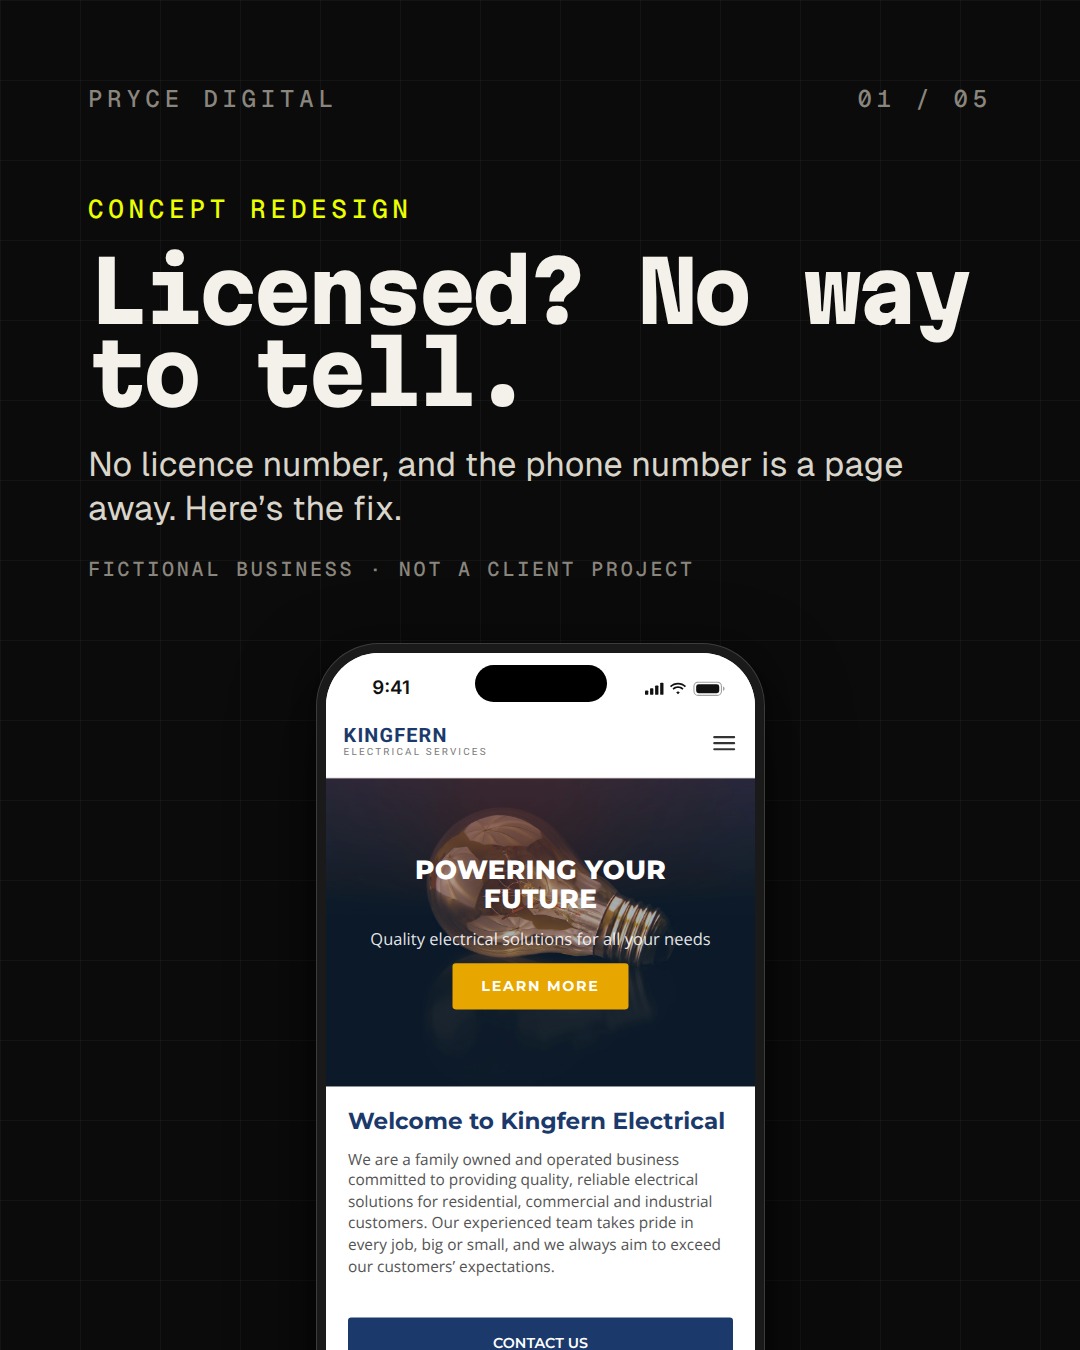 PRYCE DIGITAL
01 / 05
CONCEPT REDESIGN
Licensed? No way
to tell.
No licence number, and the phone number is a page
away. Here’s the fix.
FICTIONAL BUSINESS · NOT A CLIENT PROJECT
9:41
KINGFERN
ELECTRICAL SERVICES
POWERING YOUR
FUTURE
Quality electrical solutions for all your needs
LEARN MORE
Welcome to Kingfern Electrical
We are a family owned and operated business
committed to providing quality, reliable electrical
solutions for residential, commercial and industrial
customers. Our experienced team takes pride in
every job, big or small, and we always aim to exceed
our customers’ expectations.
CONTACT US